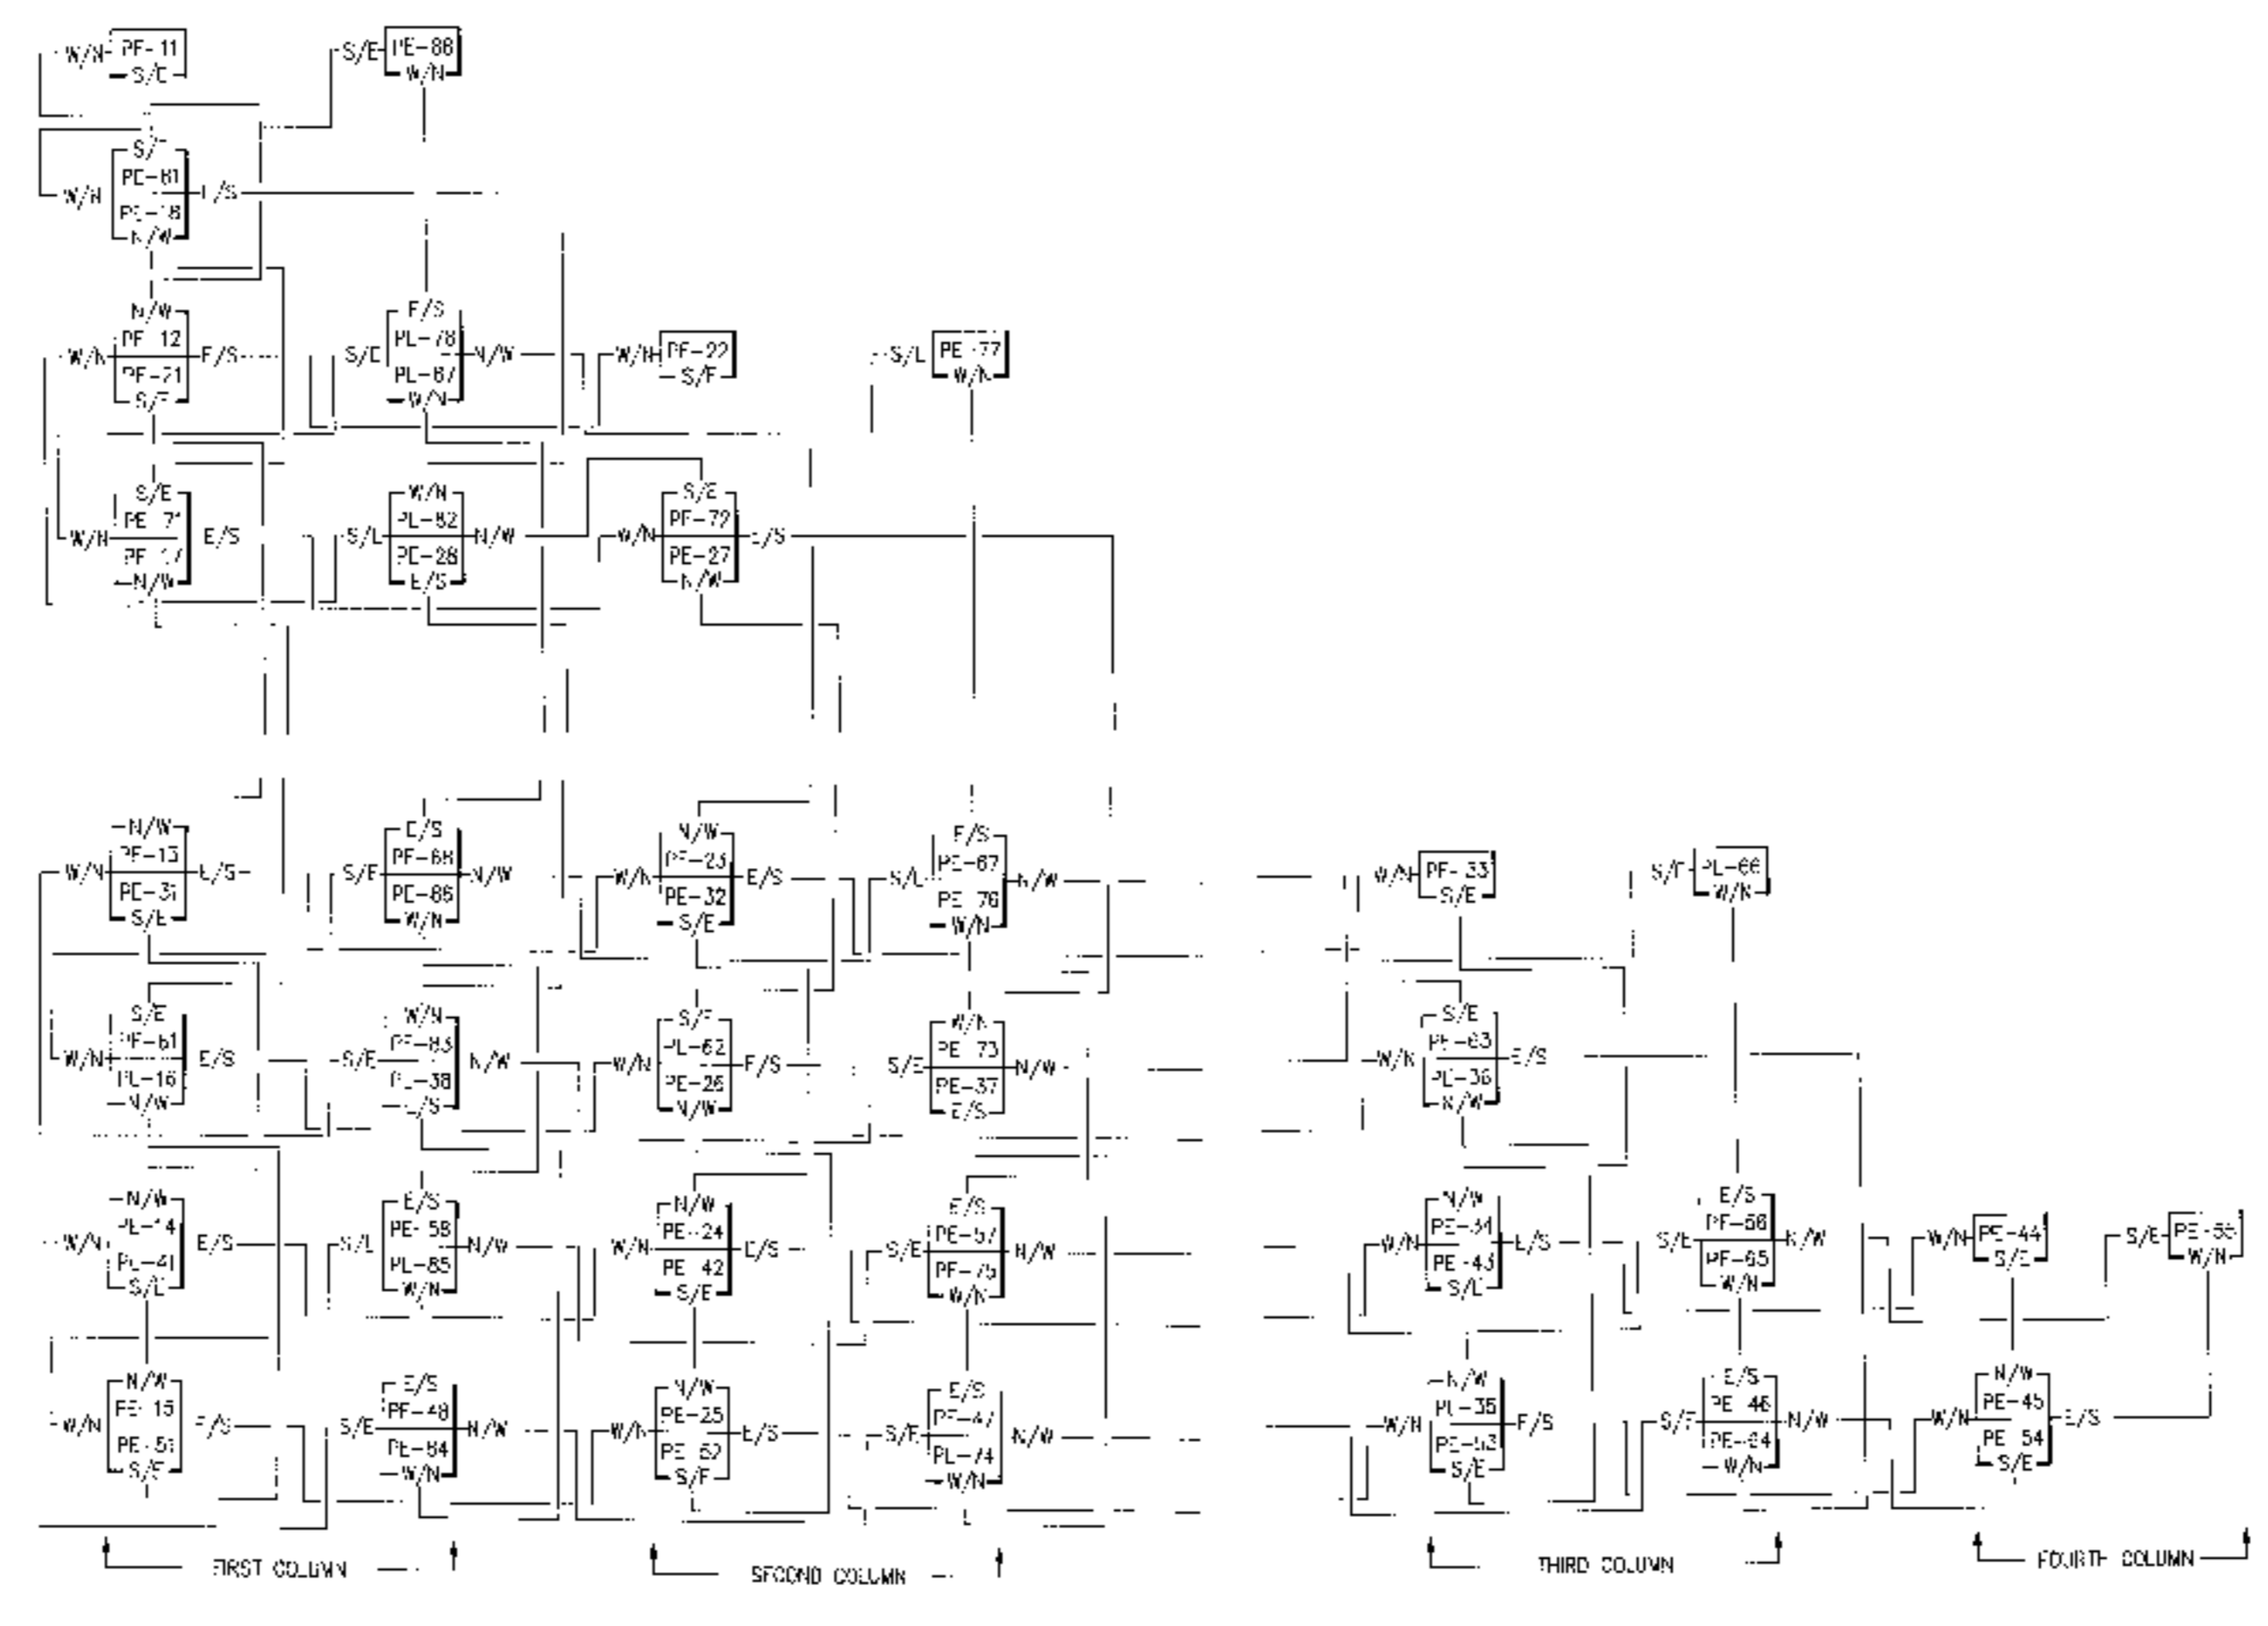 W/N PE-11 S/E PE-88
S/E W/N
PE-81
W/N E/S
PE-18
N/W
N/W E/S
PE-12 PE-78
W/N E/S S/E N/W W/N PE-22 S/E PE-77
PE-21 S/E W/N
S/E W/N
S/E W/N S/E
PE-71 PE-82 PE-72
W/N E/S S/E N/W W/N E/S
PE-17 PE-28 PE-27
N/W E/S N/W
N/W E/S N/W E/S
PE-13 PE-68 PE-23 PE-67 PE-33 PE-66
W/N E/S S/E N/W W/N E/S S/E N/W W/N S/E
PE-31 PE-86 PE-32 PE-76 S/E W/N
S/E W/N S/E W/N
S/E W/N S/E W/N S/E
PE-61 PE-83 PE-62 PE-73 PE-63
W/N E/S S/E N/W W/N E/S S/E N/W W/N E/S
PE-16 PE-38 PE-26 PE-37 PE-36
N/W E/S N/W E/S N/W
N/W E/S N/W E/S N/W E/S
PE-14 PE-58 PE-24 PE-57 PE-34 PE-56 PE-44 PE-55
W/N E/S S/E N/W W/N E/S S/E N/W W/N E/S S/E N/W W/N S/E
PE-41 PE-85 PE-42 PE-75 PE-43 PE-65 S/E W/N
S/E W/N S/E W/N S/E W/N
N/W E/S N/W E/S N/W E/S N/W
PE-15 PE-48 PE-25 PE-47 PE-35 PE-46 PE-45
W/N E/S S/E N/W W/N E/S S/E N/W W/N E/S S/E N/W W/N E/S
PE-51 PE-84 PE-52 PE-74 PE-53 PE-64 PE-54
S/E W/N S/E W/N S/E W/N S/E
FIRST COLUMN SECOND COLUMN THIRD COLUMN FOURTH COLUMN